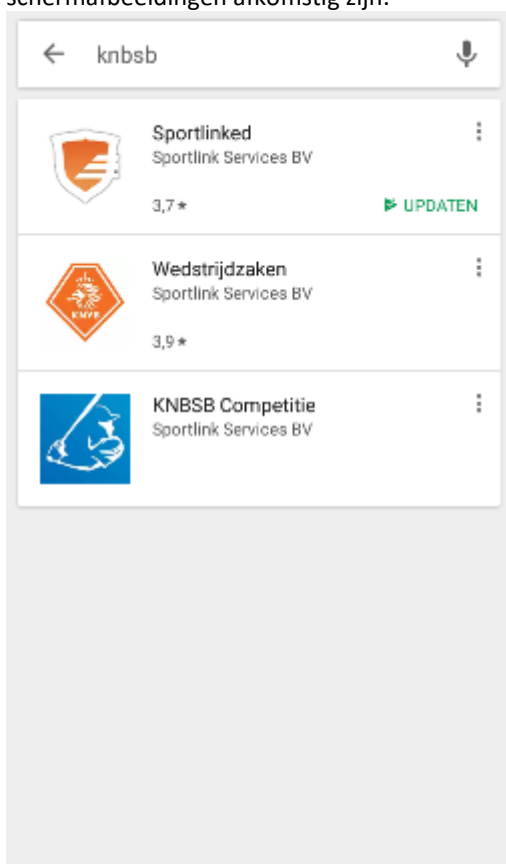 schermafbeeldingen afkomstig zijn.
knbsb
Sportlinked
Sportlink Services BV
3,7 ★
UPDATEN
Wedstrijdzaken
Sportlink Services BV
KNVB
3,9 ★
KNBSB Competitie
Sportlink Services BV